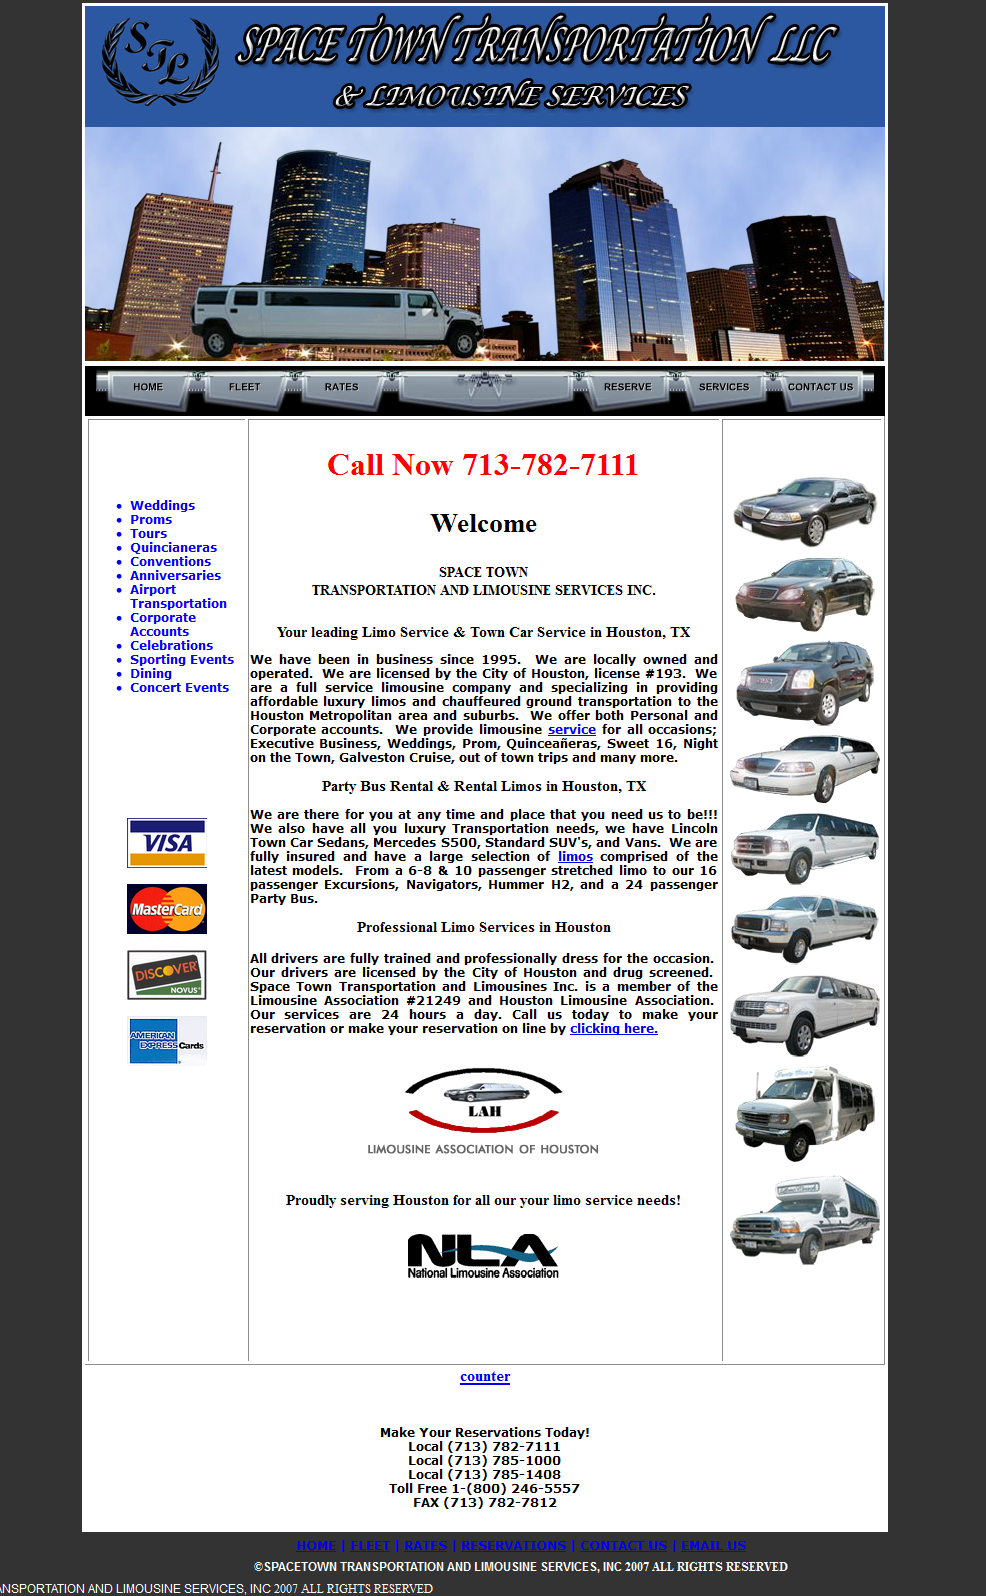 STL
SPACE TOWN TRANSPORTATION LLC
& LIMOUSINE SERVICES
HOME FLEET RATES RESERVE SERVICES CONTACT US
Call Now 713-782-7111
Welcome
SPACE TOWN
TRANSPORTATION AND LIMOUSINE SERVICES INC.
Your leading Limo Service & Town Car Service in Houston, TX
We have been in business since 1995. We are locally owned and
operated. We are licensed by the City of Houston, license #193. We
are a full service limousine company and specializing in providing
affordable luxury limos and chauffeured ground transportation to the
Houston Metropolitan area and suburbs. We offer both Personal and
Corporate accounts. We provide limousine service for all occasions;
Executive Business, Weddings, Prom, Quinceañeras, Sweet 16, Night
on the Town, Galveston Cruise, out of town trips and many more.
Party Bus Rental & Rental Limos in Houston, TX
We are there for you at any time and place that you need us to be!!!
We also have all you luxury Transportation needs, we have Lincoln
Town Car Sedans, Mercedes S500, Standard SUV's, and Vans. We are
fully insured and have a large selection of limos comprised of the
latest models. From a 6-8 & 10 passenger stretched limo to our 16
passenger Excursions, Navigators, Hummer H2, and a 24 passenger
Party Bus.
Professional Limo Services in Houston
All drivers are fully trained and professionally dress for the occasion.
Our drivers are licensed by the City of Houston and drug screened.
Space Town Transportation and Limousines Inc. is a member of the
Limousine Association #21249 and Houston Limousine Association.
Our services are 24 hours a day. Call us today to make your
reservation or make your reservation on line by clicking here.
LAH
LIMOUSINE ASSOCIATION OF HOUSTON
Proudly serving Houston for all our your limo service needs!
NLA
National Limousine Association
Weddings
Proms
Tours
Quincianeras
Conventions
Anniversaries
Airport
Transportation
Corporate
Accounts
Celebrations
Sporting Events
Dining
Concert Events
VISA
MasterCard
DISCOVER
NOVUS
AMERICAN
EXPRESS Cards
counter
Make Your Reservations Today!
Local (713) 782-7111
Local (713) 785-1000
Local (713) 785-1408
Toll Free 1-(800) 246-5557
FAX (713) 782-7812
HOME | FLEET | RATES | RESERVATIONS | CONTACT US | EMAIL US
©SPACETOWN TRANSPORTATION AND LIMOUSINE SERVICES, INC 2007 ALL RIGHTS RESERVED
ANSPORTATION AND LIMOUSINE SERVICES, INC 2007 ALL RIGHTS RESERVED